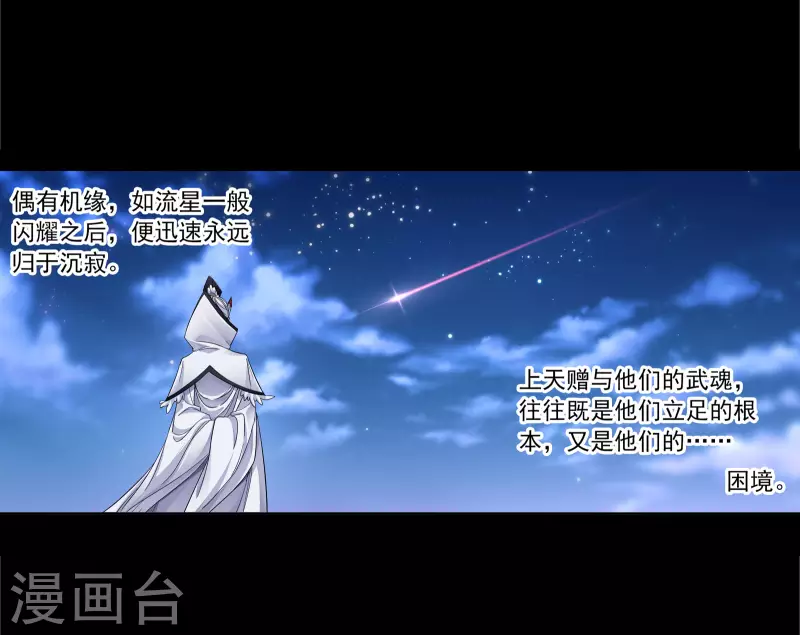 偶有机缘，如流星一般
闪耀之后，便迅速永远
归于沉寂。
上天赠与他们的武魂，
往往既是他们立足的根
本，又是他们的……
困境。
漫画台